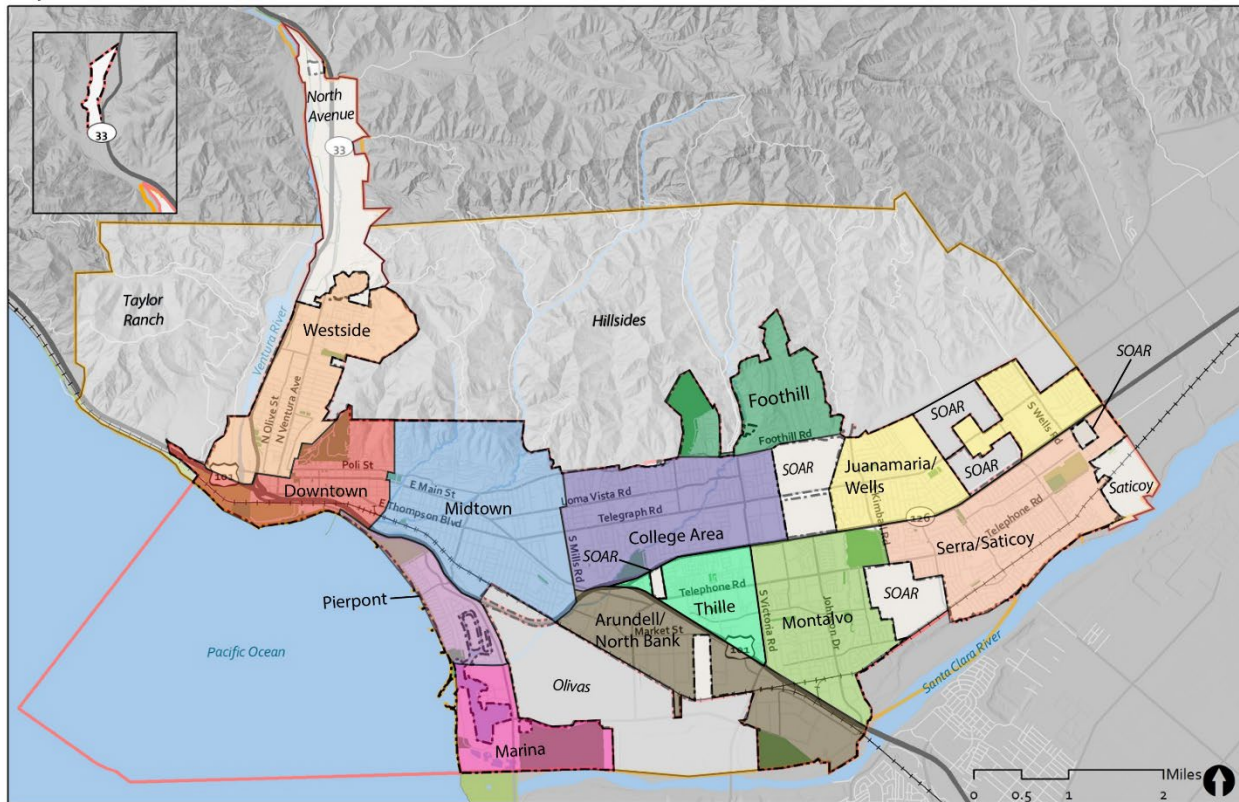 33
North
Avenue
33
Taylor
Ranch
Ventura River
Westside
N Olive St
N Ventura Ave
Hillsides
SOAR
Foothill
Foothill Rd
SOAR
S Wells Rd
101
Poli St
Downtown
E Main St
E Thompson Blvd
Midtown
Loma Vista Rd
Telegraph Rd
College Area
S Mills Rd
SOAR
Juanamaria/
Wells
SOAR
Saticoy
126
Telephone Rd
Serra/Saticoy
SOAR
Pierpont
Telephone Rd
Thille
S Victoria Rd
Arundell/
North Bank
Market St
101
Montalvo
Johnson Dr
SOAR
Pacific Ocean
Olivas
Santa Clara River
Marina
0 0.5 1 2
Miles